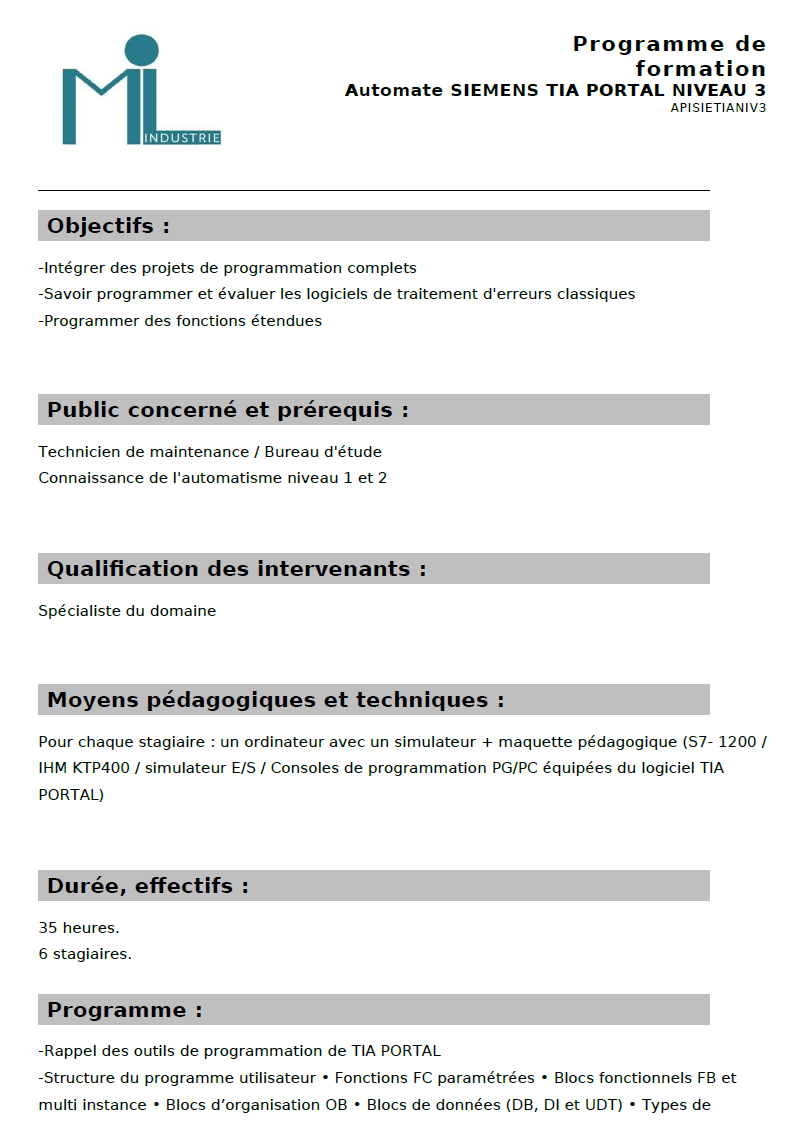 MiL
INDUSTRIE
Programme de
formation
Automate SIEMENS TIA PORTAL NIVEAU 3
APISIETIANIV3
Objectifs :
-Intégrer des projets de programmation complets
-Savoir programmer et évaluer les logiciels de traitement d'erreurs classiques
-Programmer des fonctions étendues
Public concerné et prérequis :
Technicien de maintenance / Bureau d'étude
Connaissance de l'automatisme niveau 1 et 2
Qualification des intervenants :
Spécialiste du domaine
Moyens pédagogiques et techniques :
Pour chaque stagiaire : un ordinateur avec un simulateur + maquette pédagogique (S7- 1200 /
IHM KTP400 / simulateur E/S / Consoles de programmation PG/PC équipées du logiciel TIA
PORTAL)
Durée, effectifs :
35 heures.
6 stagiaires.
Programme :
-Rappel des outils de programmation de TIA PORTAL
-Structure du programme utilisateur • Fonctions FC paramétrées • Blocs fonctionnels FB et
multi instance • Blocs d’organisation OB • Blocs de données (DB, DI et UDT) • Types de